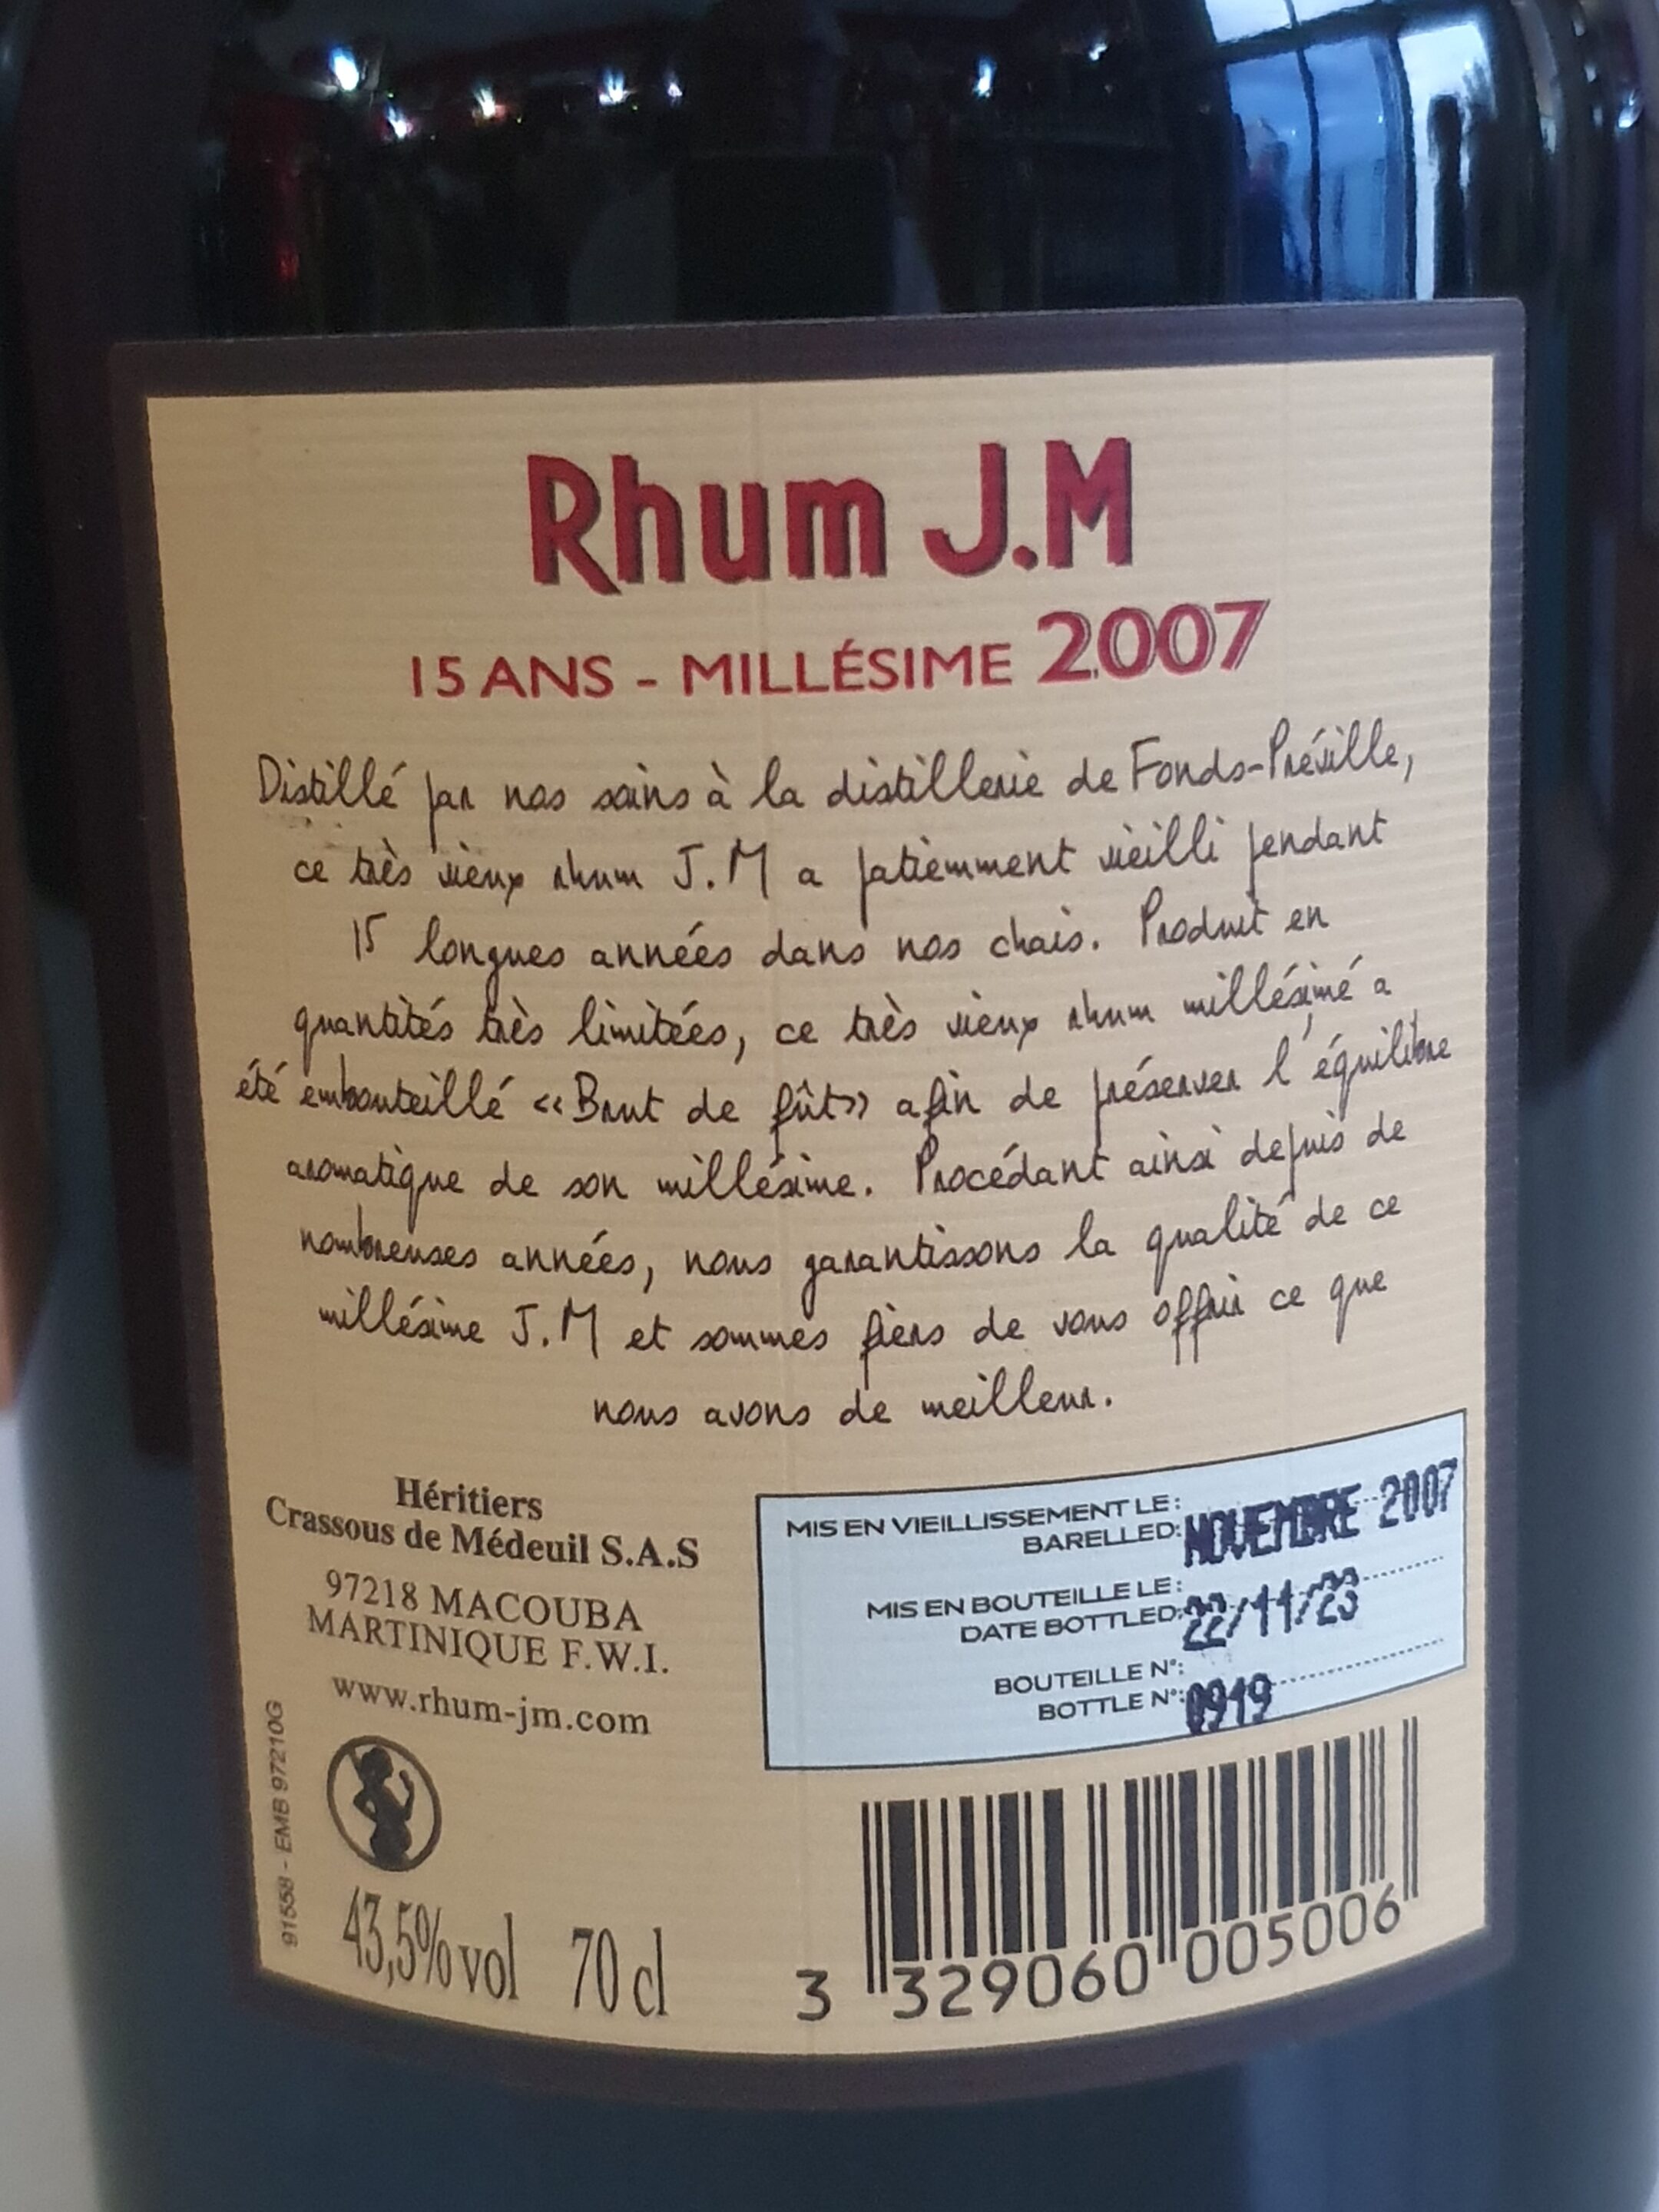 Rhum J.M
15 ANS - MILLÉSIME 2007
Distillé par nos soins à la distillerie de Fonds-Préville,
ce très vieux rhum J.M a patiemment vieilli pendant
15 longues années dans nos chais. Produit en
quantités très limitées, ce très vieux rhum millésimé a
été embouteillé «Brut de fût» afin de préserver l'équilibre
aromatique de son millésime. Procédant ainsi depuis de
nombreuses années, nous garantissons la qualité de ce
millésime J.M et sommes fiers de vous offrir ce que
nous avons de meilleur.
Héritiers
Crassous de Médeuil S.A.S
97218 MACOUBA
MARTINIQUE F.W.I.
www.rhum-jm.com
MIS EN VIEILLISSEMENT LE:
BARELLED: NOVEMBRE 2007
MIS EN BOUTEILLE LE:
DATE BOTTLED: 22/11/23
BOUTEILLE N°:
BOTTLE N°: 0919
91558 - EMB 97210G
43,5% vol 70 cl
3 329060 005006